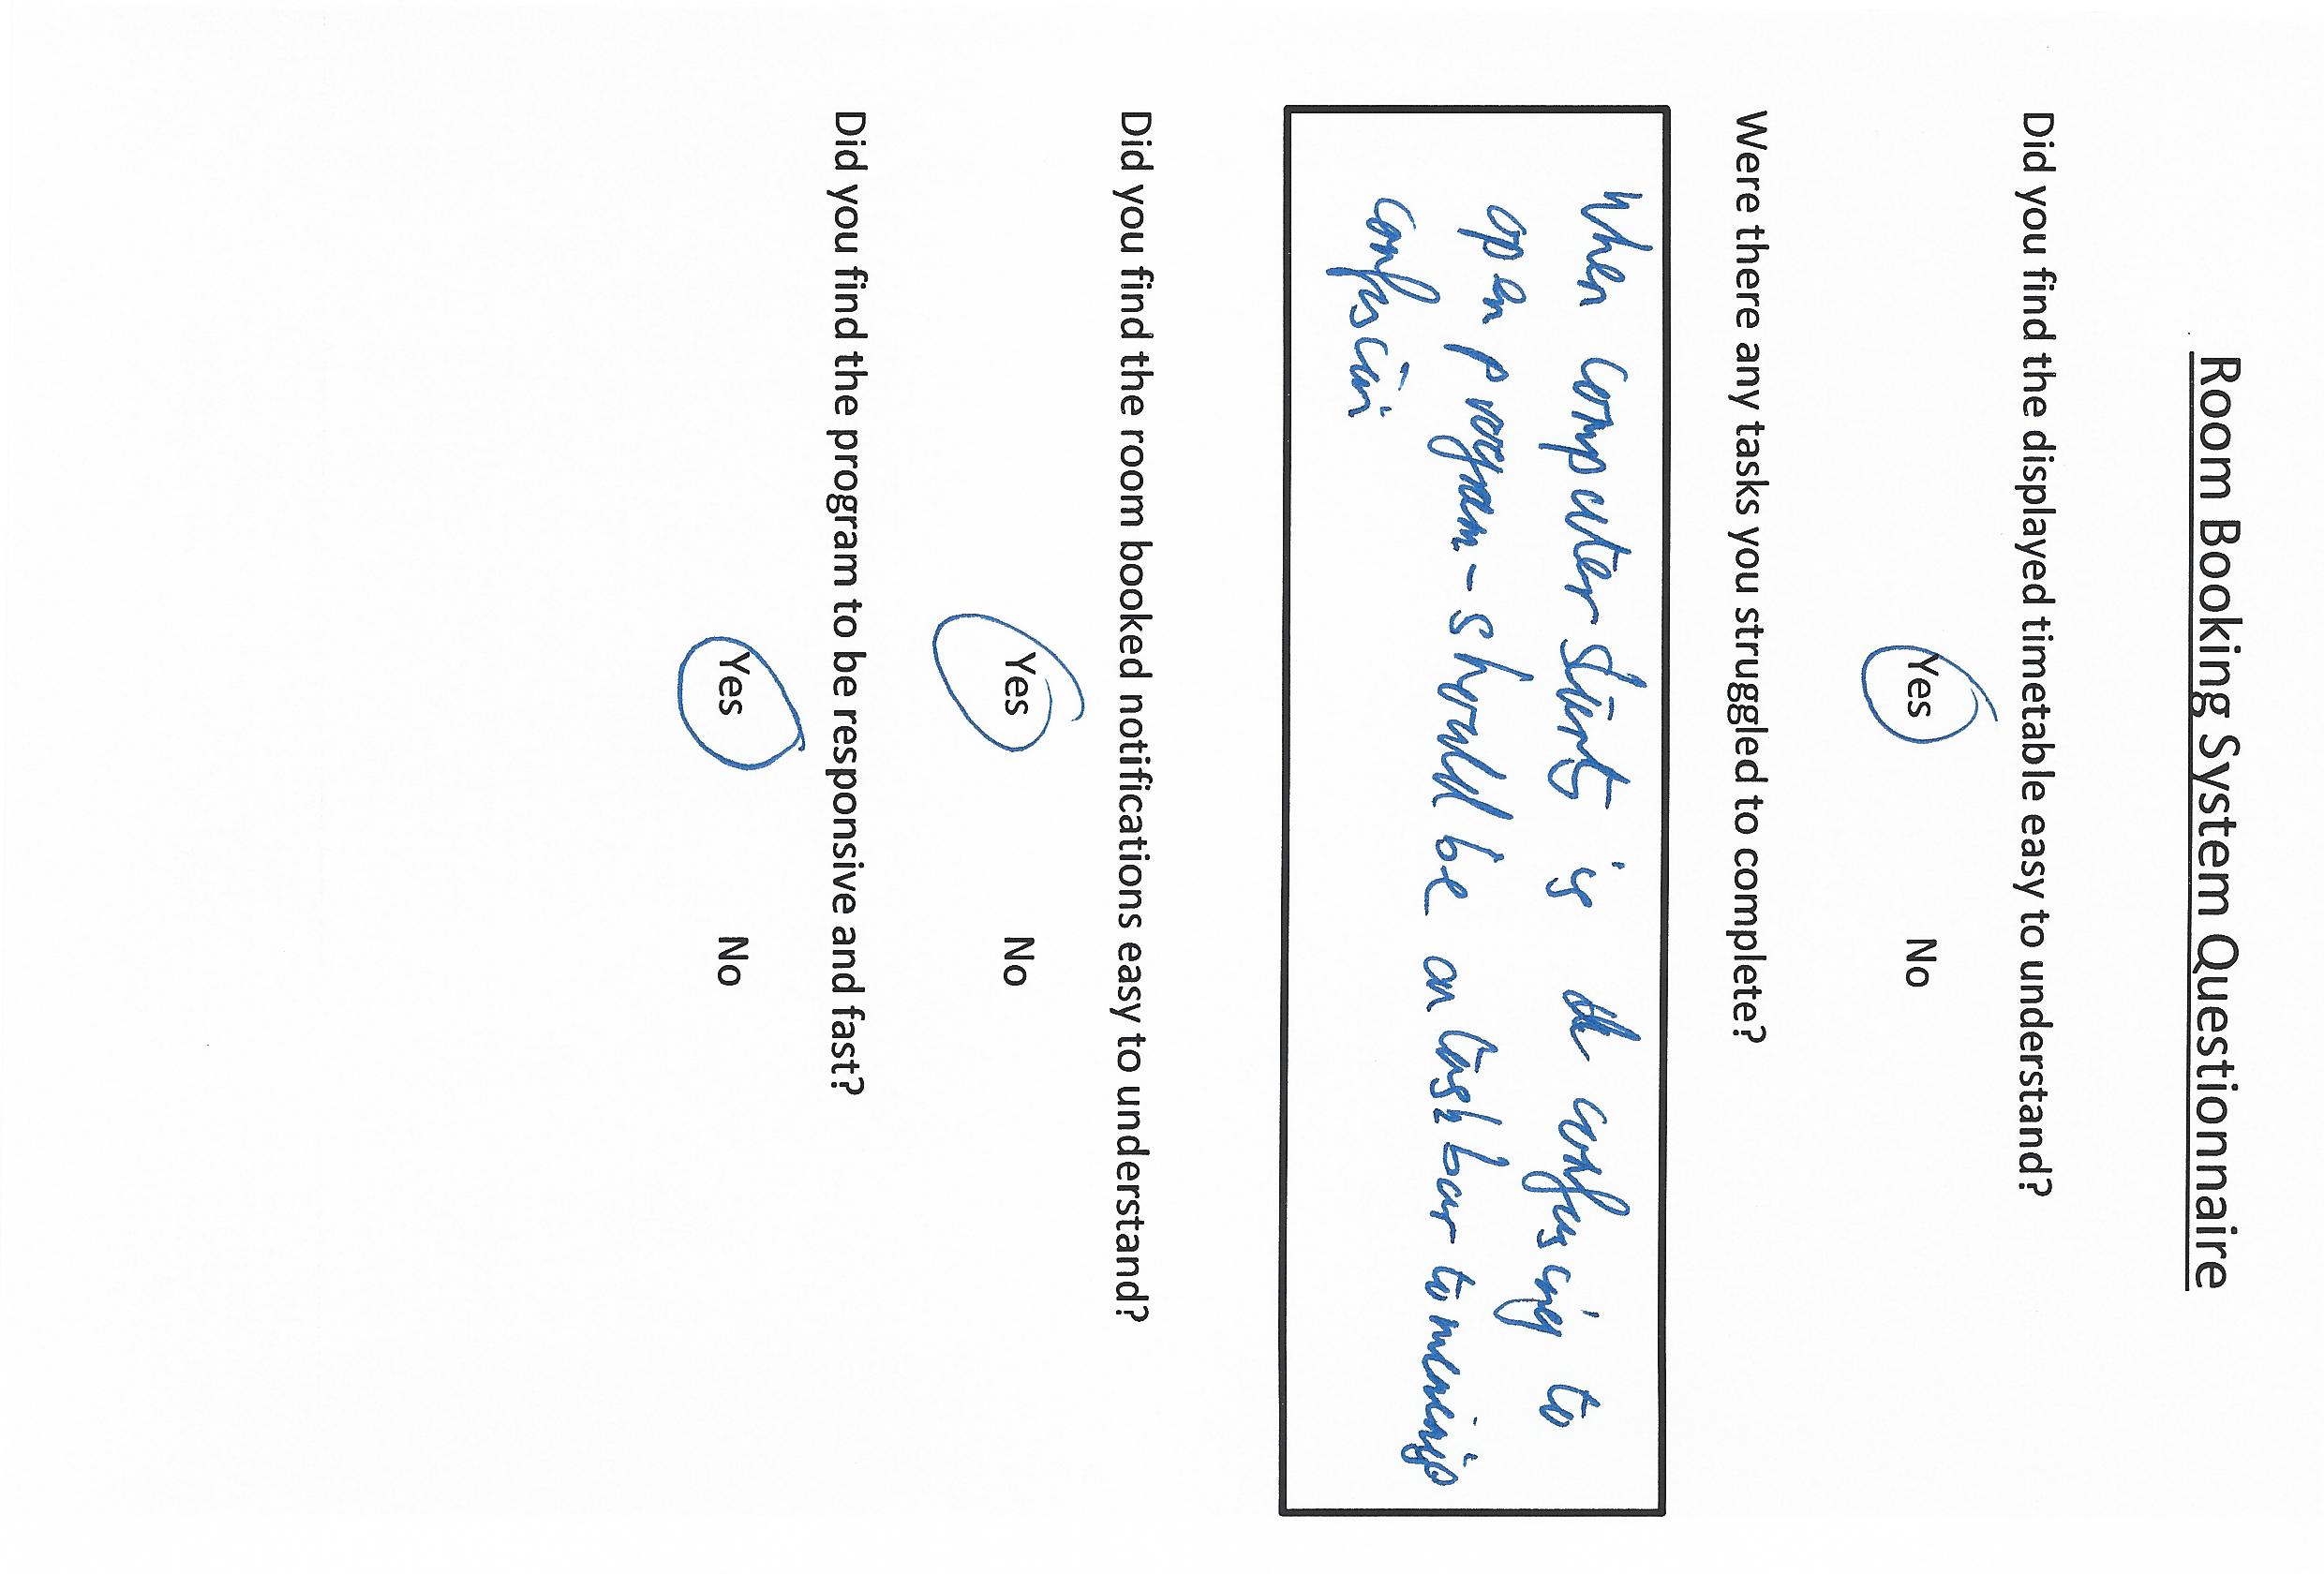 Room Booking System Questionnaire
Did you find the displayed timetable easy to understand?
Yes No
Were there any tasks you struggled to complete?
When computer starts is confusing to
open program - should be on task bar to
confusion
Did you find the room booked notifications easy to understand?
Yes No
Did you find the program to be responsive and fast?
Yes No